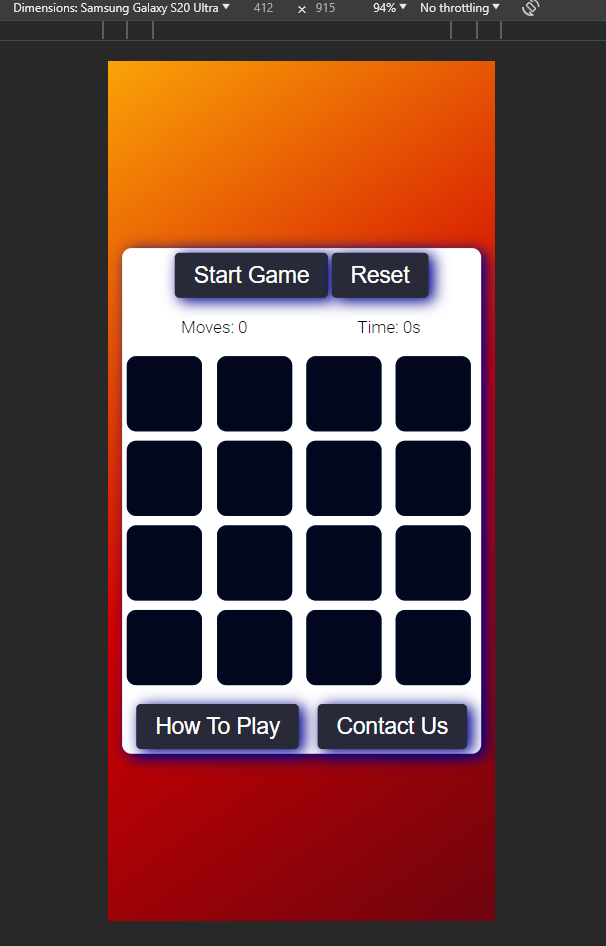 Dimensions: Samsung Galaxy S20 Ultra 412 × 915 94% No throttling
Start Game Reset
Moves: 0 Time: 0s
How To Play Contact Us